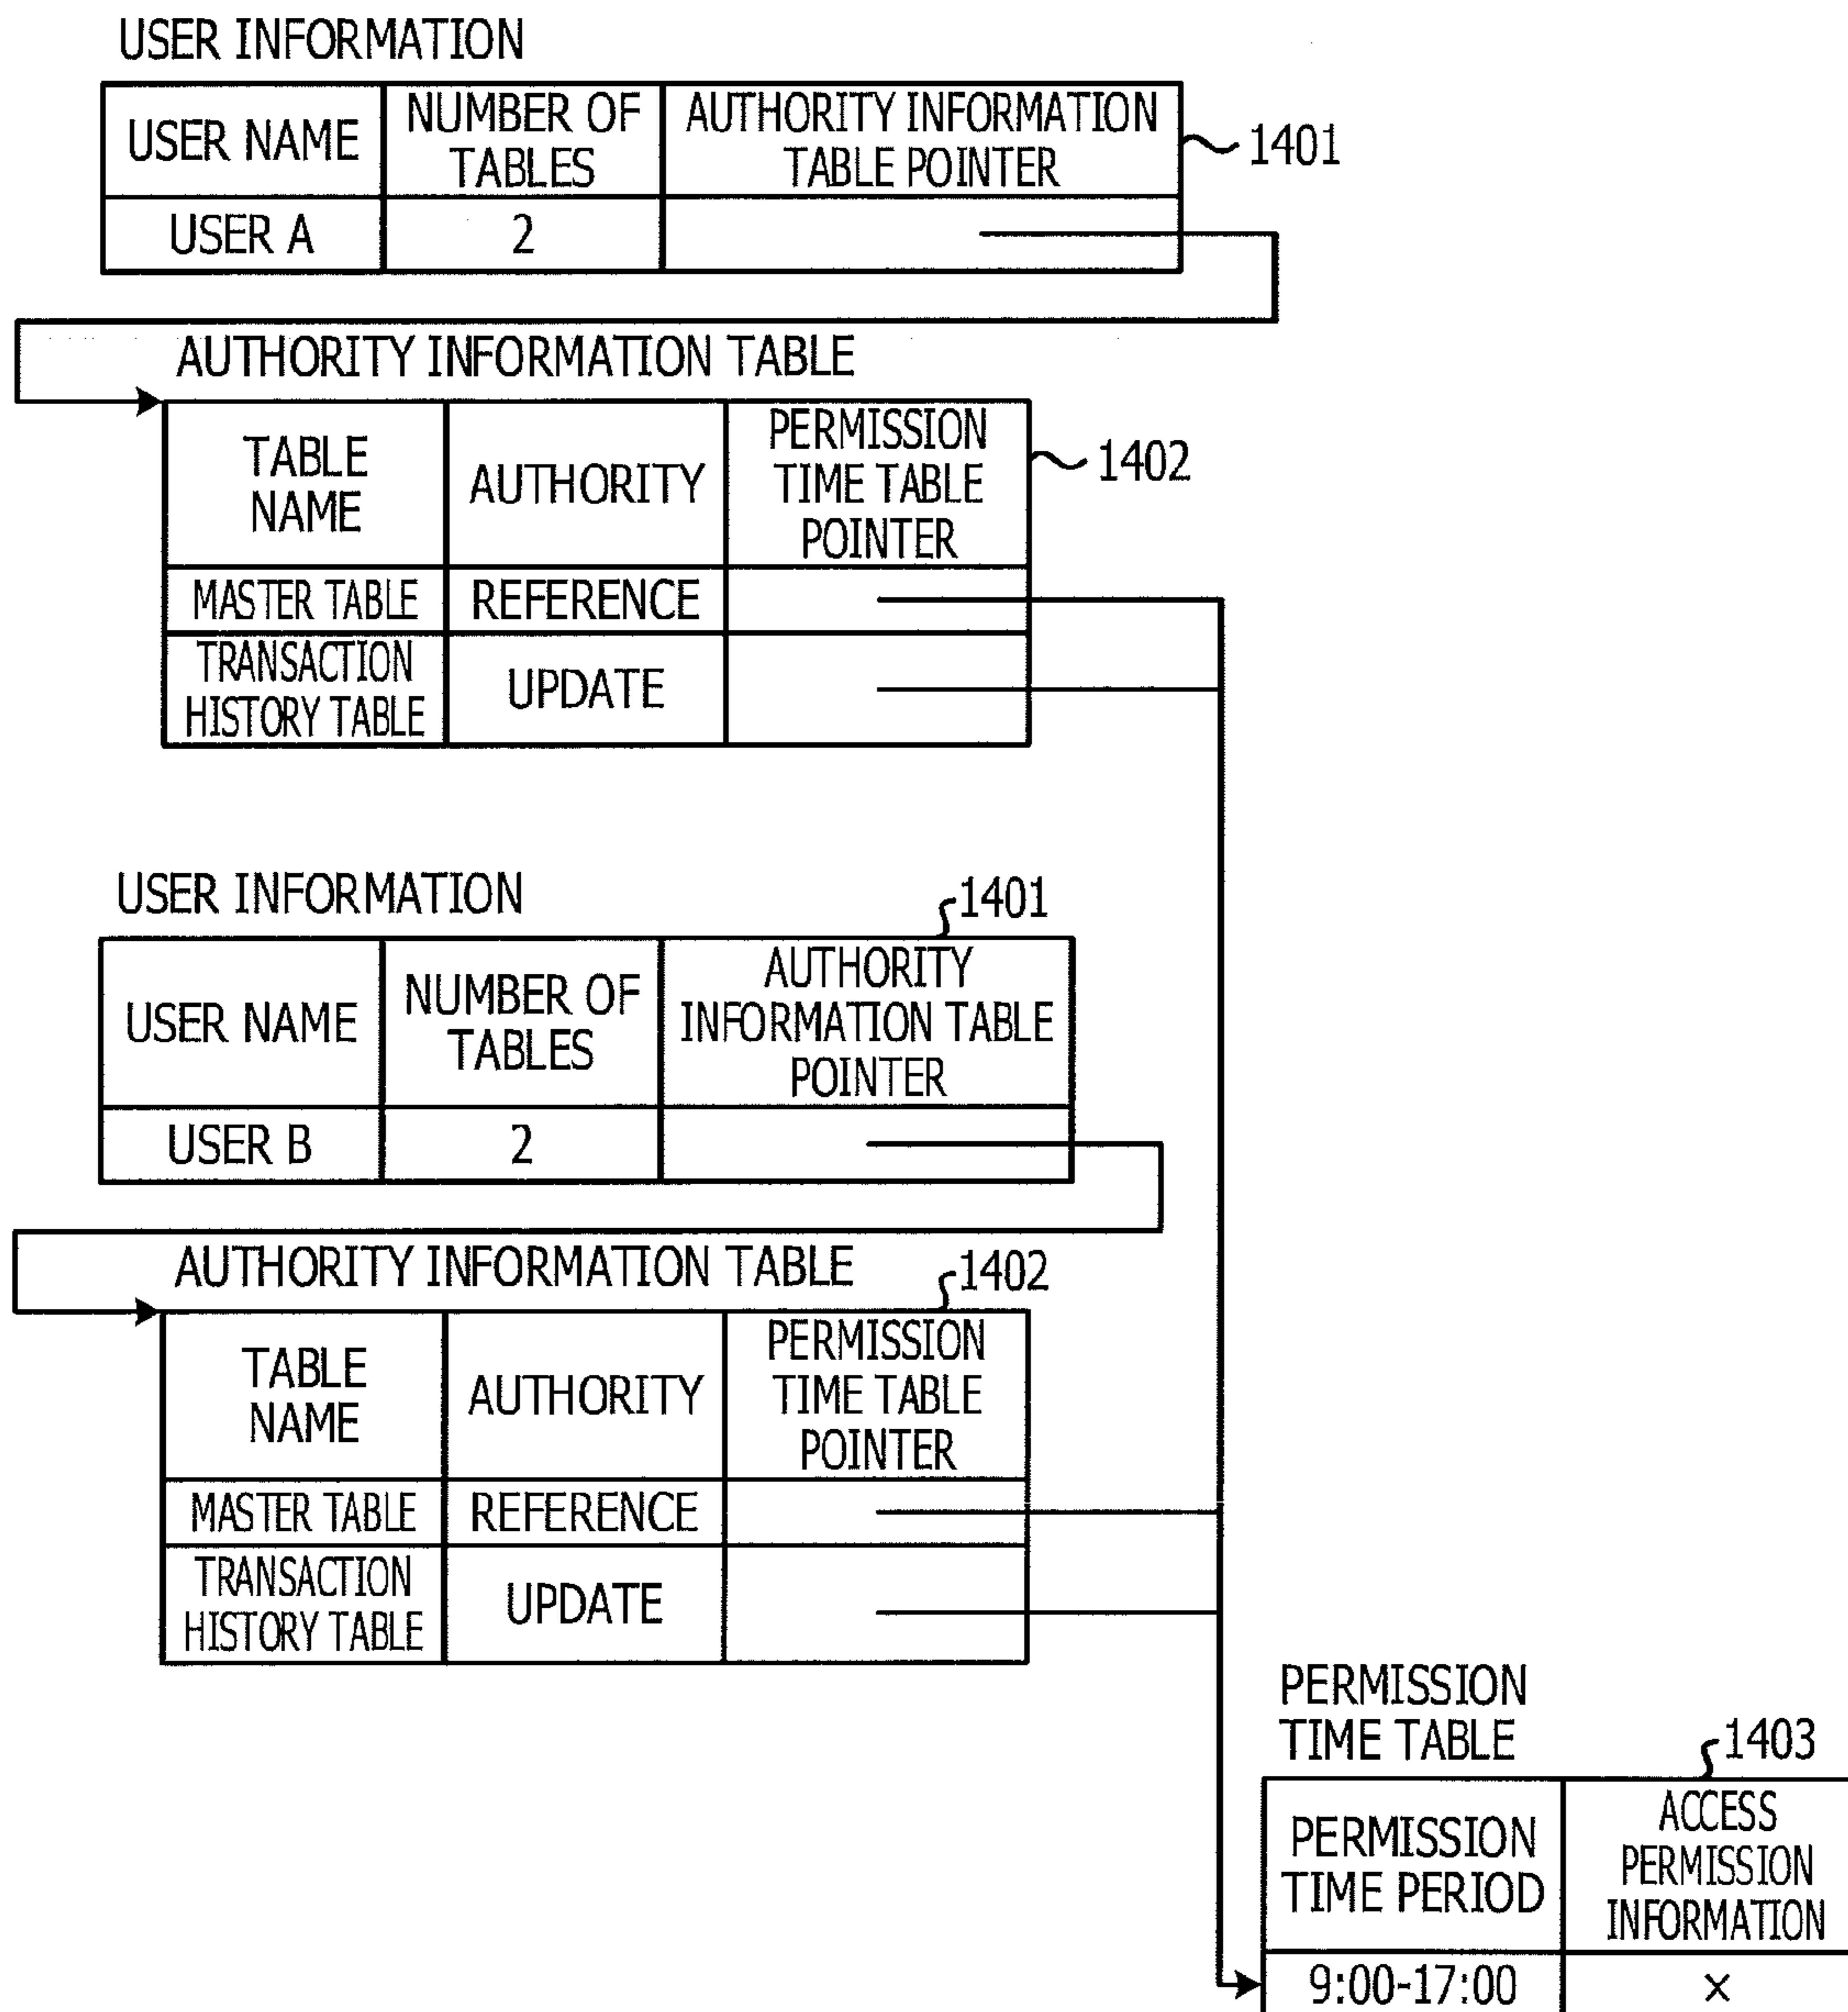 USER INFORMATION
USER NAME
NUMBER OF
TABLES
AUTHORITY INFORMATION
TABLE POINTER
1401
USER A
2
AUTHORITY INFORMATION TABLE
TABLE
NAME
AUTHORITY
PERMISSION
TIME TABLE
POINTER
1402
MASTER TABLE
REFERENCE
TRANSACTION
HISTORY TABLE
UPDATE
USER INFORMATION
1401
USER NAME
NUMBER OF
TABLES
AUTHORITY
INFORMATION TABLE
POINTER
USER B
2
AUTHORITY INFORMATION TABLE
1402
TABLE
NAME
AUTHORITY
PERMISSION
TIME TABLE
POINTER
MASTER TABLE
REFERENCE
TRANSACTION
HISTORY TABLE
UPDATE
PERMISSION
TIME TABLE
1403
PERMISSION
TIME PERIOD
ACCESS
PERMISSION
INFORMATION
9:00-17:00
×